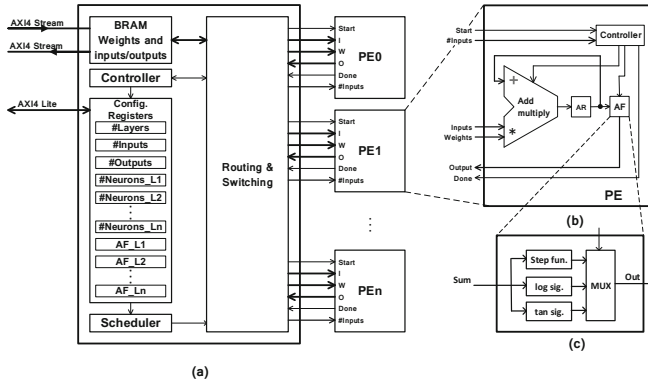 AXI4 Stream
AXI4 Stream
AXI4 Lite
BRAM
Weights and
inputs/outputs
Controller
Config.
Registers
#Layers
#Inputs
#Outputs
#Neurons_L1
#Neurons_L2
#Neurons_Ln
AF_L1
AF_L2
AF_Ln
Scheduler
Routing &
Switching
Start
I
W
O
Done
#Inputs
PE0
Start
I
W
O
Done
#Inputs
PE1
Start
I
W
O
Done
#Inputs
PEn
(a)
Start
#Inputs
Controller
+
Add
multiply
*
AR
AF
Inputs
Weights
Output
Done
(b)
PE
Sum
Step fun.
log sig.
tan sig.
MUX
Out
(c)